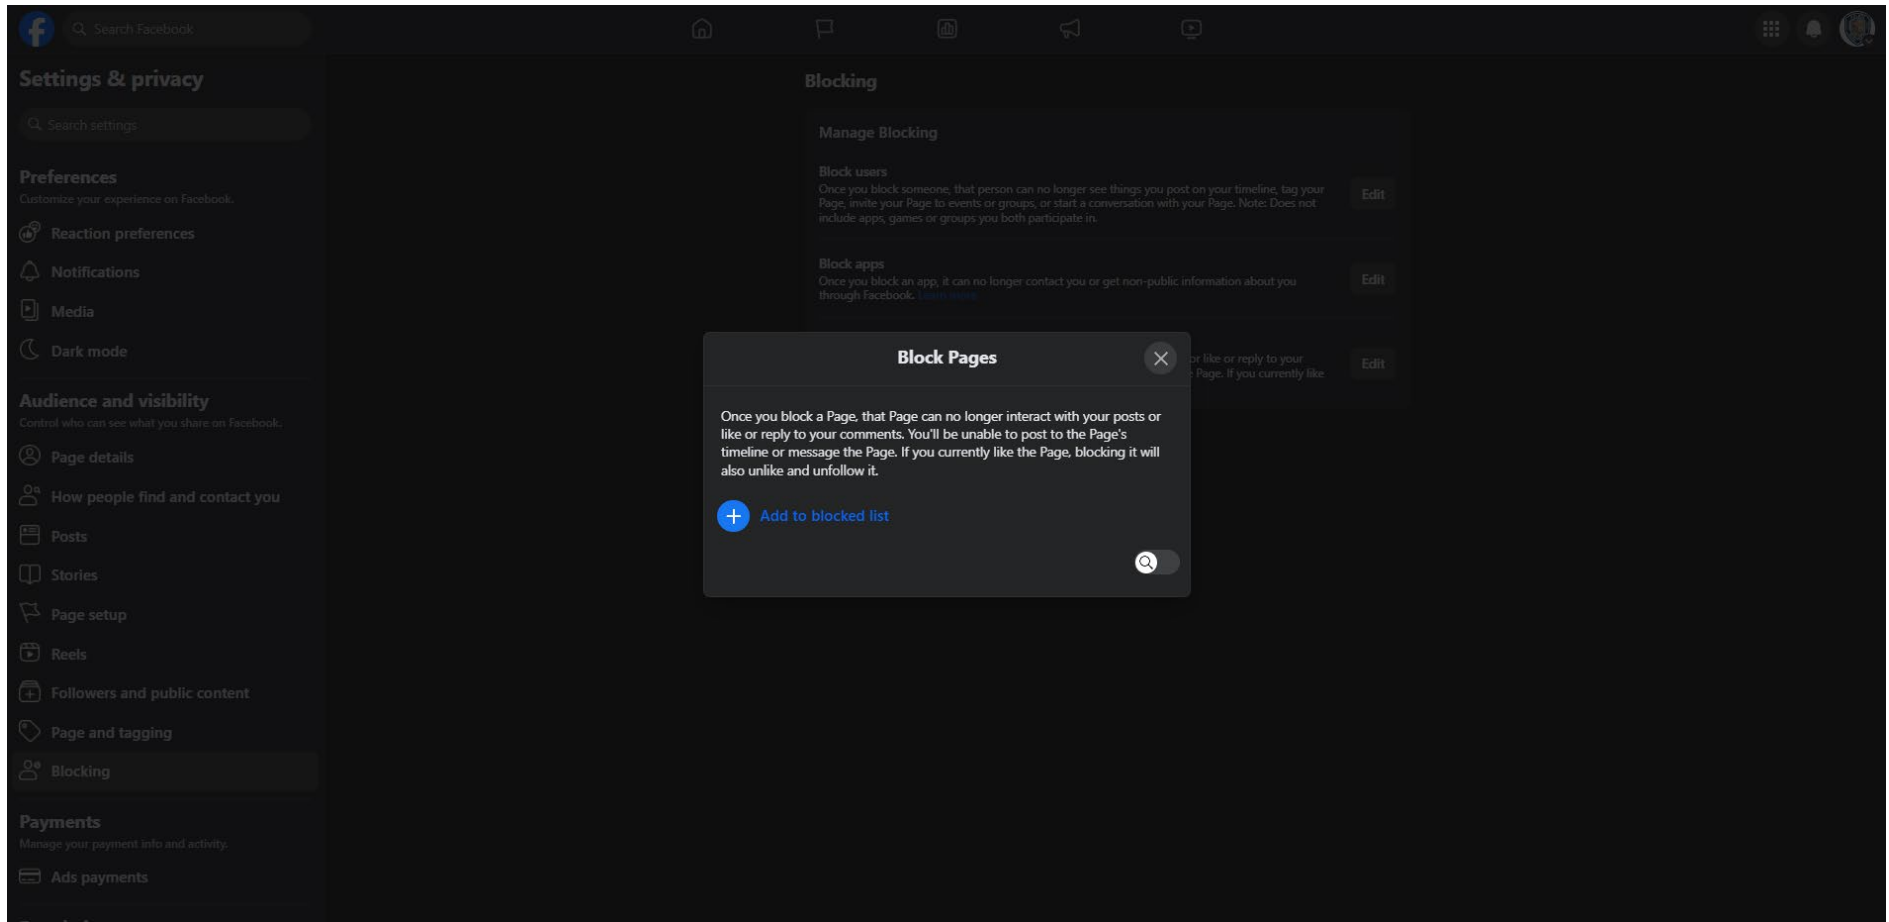 Search Facebook
Settings & privacy
Search settings
Preferences
Customize your experience on Facebook.
Reaction preferences
Notifications
Media
Dark mode
Audience and visibility
Control who can see what you share on Facebook.
Page details
How people find and contact you
Posts
Stories
Page setup
Reels
Followers and public content
Page and tagging
Blocking
Payments
Manage your payment info and activity.
Ads payments
Blocking
Manage Blocking
Block users
Once you block someone, that person can no longer see things you post on your timeline, tag your
Page, invite your Page to events or groups, or start a conversation with your Page. Note: Does not
include apps, games or groups you both participate in.
Edit
Block apps
Once you block an app, it can no longer contact you or get non-public information about you
through Facebook. Learn more.
Edit
or like or reply to your
Page. If you currently like
Edit
Block Pages
Once you block a Page, that Page can no longer interact with your posts or
like or reply to your comments. You'll be unable to post to the Page's
timeline or message the Page. If you currently like the Page, blocking it will
also unlike and unfollow it.
Add to blocked list